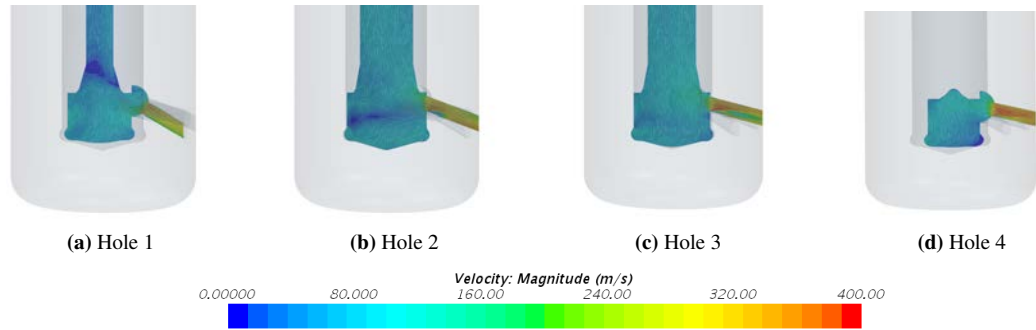 (a) Hole 1
(b) Hole 2
(c) Hole 3
(d) Hole 4
Velocity: Magnitude (m/s)
0.00000 80.000 160.00 240.00 320.00 400.00